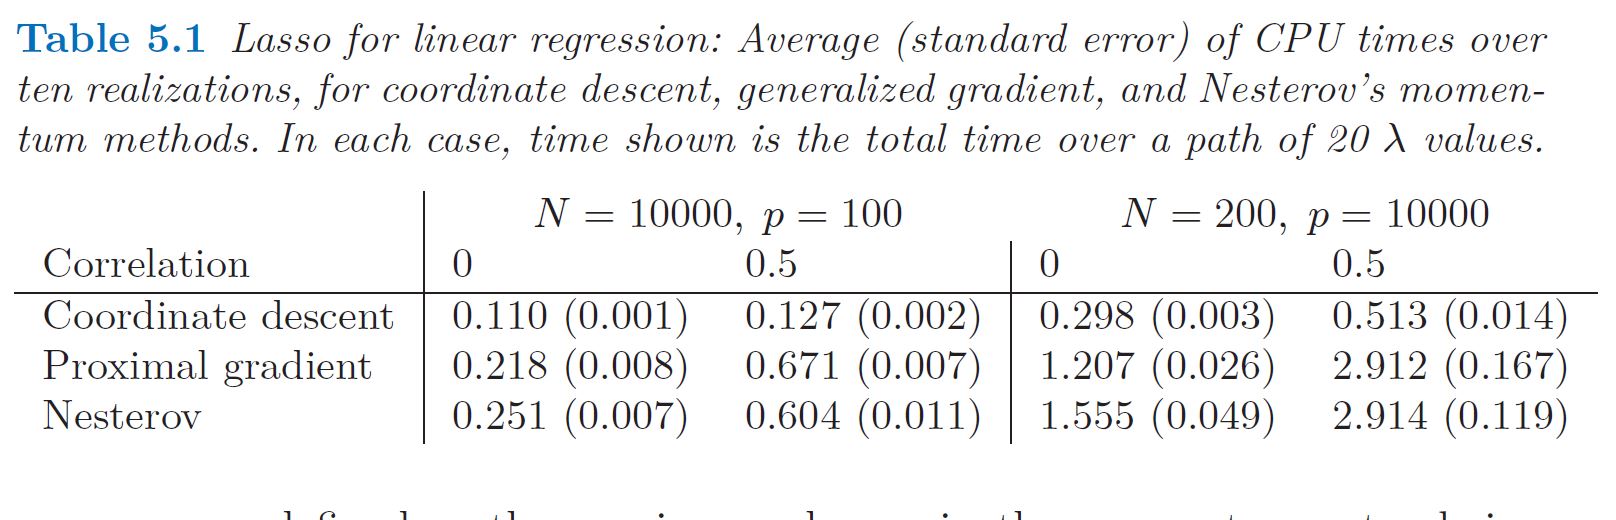 Table 5.1 Lasso for linear regression: Average (standard error) of CPU times over
ten realizations, for coordinate descent, generalized gradient, and Nesterov's momen-
tum methods. In each case, time shown is the total time over a path of 20 λ values.
N = 10000, p = 100 N = 200, p = 10000
Correlation 0 0.5 0 0.5
Coordinate descent 0.110 (0.001) 0.127 (0.002) 0.298 (0.003) 0.513 (0.014)
Proximal gradient 0.218 (0.008) 0.671 (0.007) 1.207 (0.026) 2.912 (0.167)
Nesterov 0.251 (0.007) 0.604 (0.011) 1.555 (0.049) 2.914 (0.119)